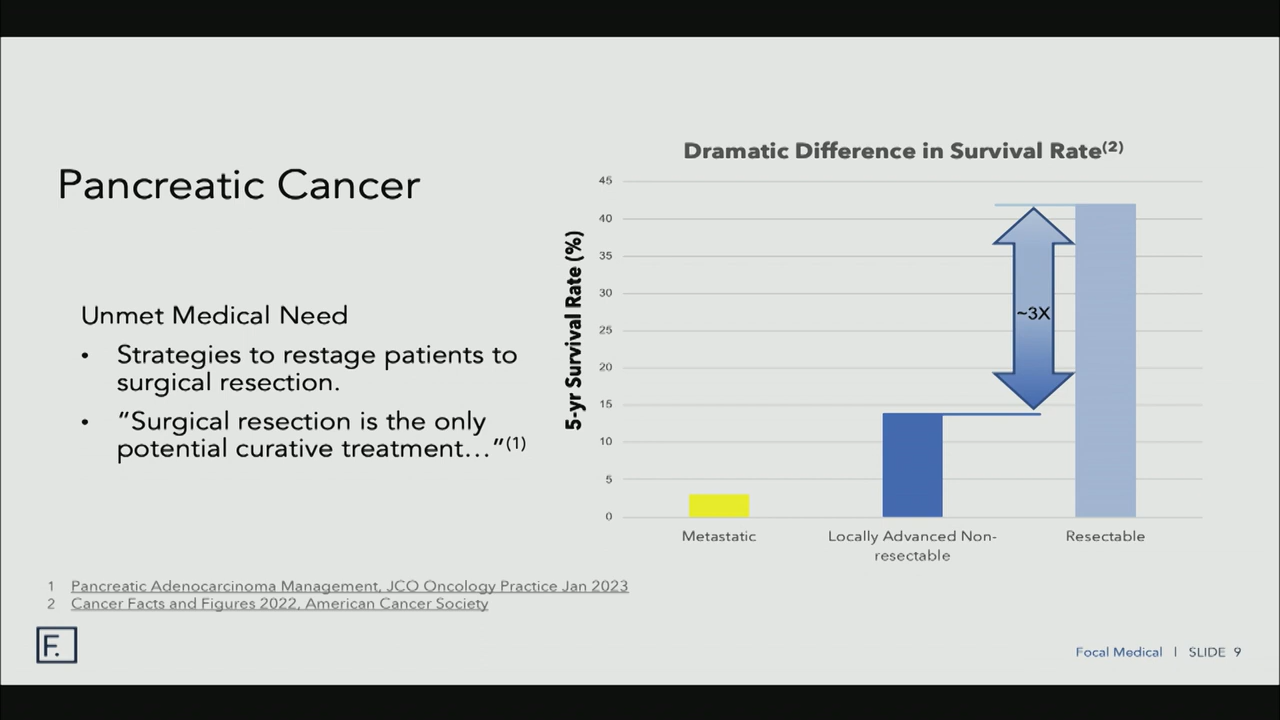 Pancreatic Cancer
Unmet Medical Need
• Strategies to restage patients to
surgical resection.
• "Surgical resection is the only
potential curative treatment…"(1)
Dramatic Difference in Survival Rate(2)
5-yr Survival Rate (%)
45
40
35
30
25
20
15
10
5
0
~3X
Metastatic
Locally Advanced Non-
resectable
Resectable
1 Pancreatic Adenocarcinoma Management, JCO Oncology Practice Jan 2023
2 Cancer Facts and Figures 2022, American Cancer Society
F.
Focal Medical | SLIDE 9